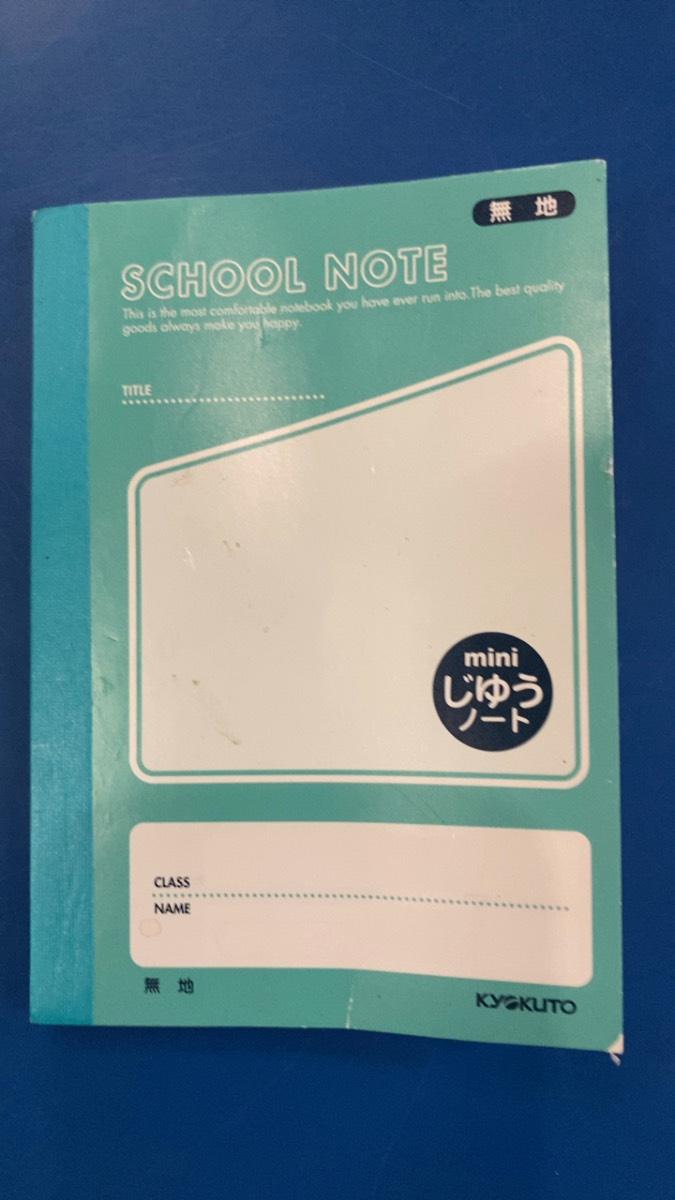 無 地
SCHOOL NOTE
This is the most comfortable notebook you have ever run into. The best quality
goods always make you happy.
TITLE
mini
じゆう
ノート
CLASS
NAME
無 地
KYOKUTO